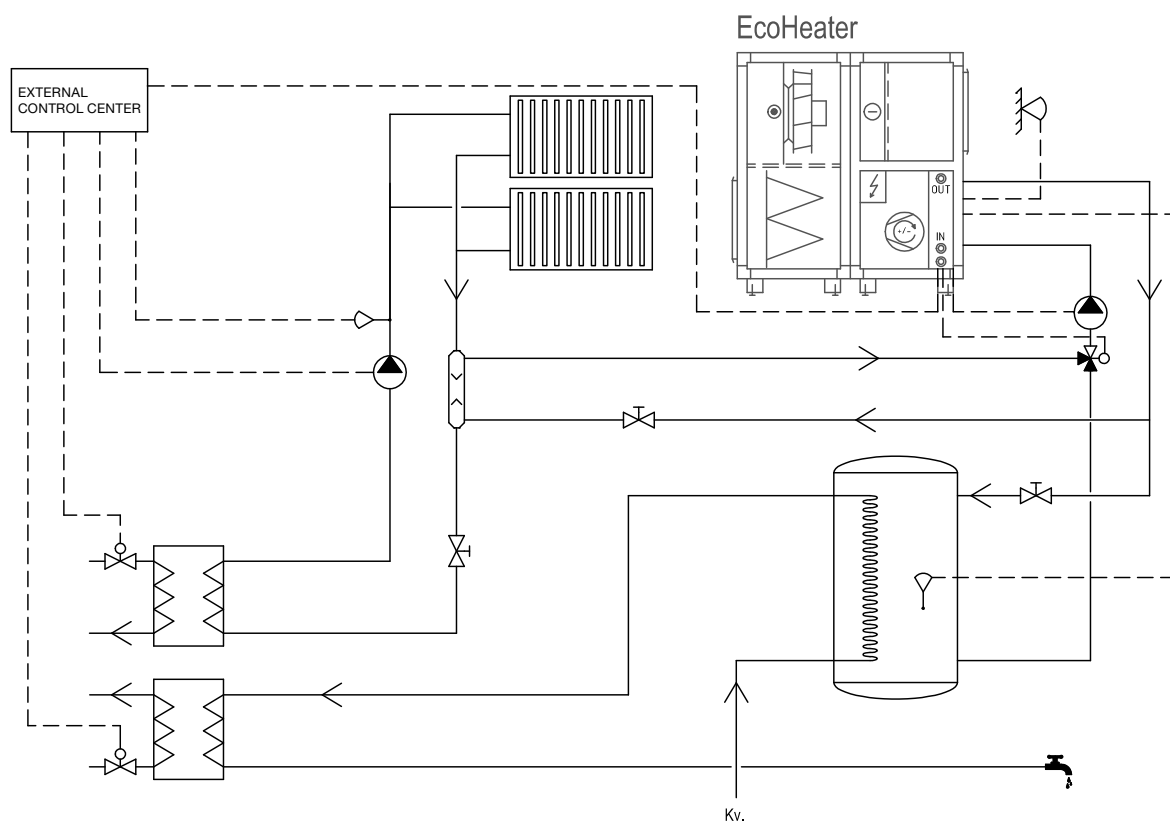 EcoHeater
EXTERNAL
CONTROL CENTER
OUT
+/-
IN
Kv.